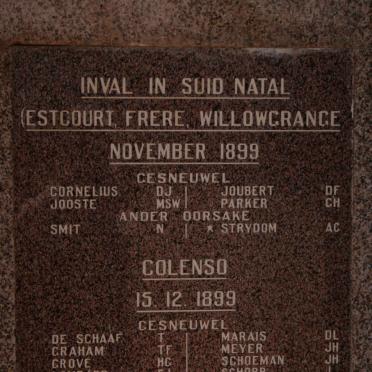 INVAL IN SUID NATAL
(ESTCOURT, FRERE, WILLOWGRANGE
NOVEMBER 1899
GESNEUWEL
CORNELIUS DJ JOUBERT DF
JOOSTE MSW PARKER CH
ANDER OORSAKE
SMIT N * STRYDOM AC
COLENSO
15. 12. 1899
GESNEUWEL
DE SCHAAF T MARAIS DL
GRAHAM TF MEYER JH
GROVE HG SCHOEMAN JH